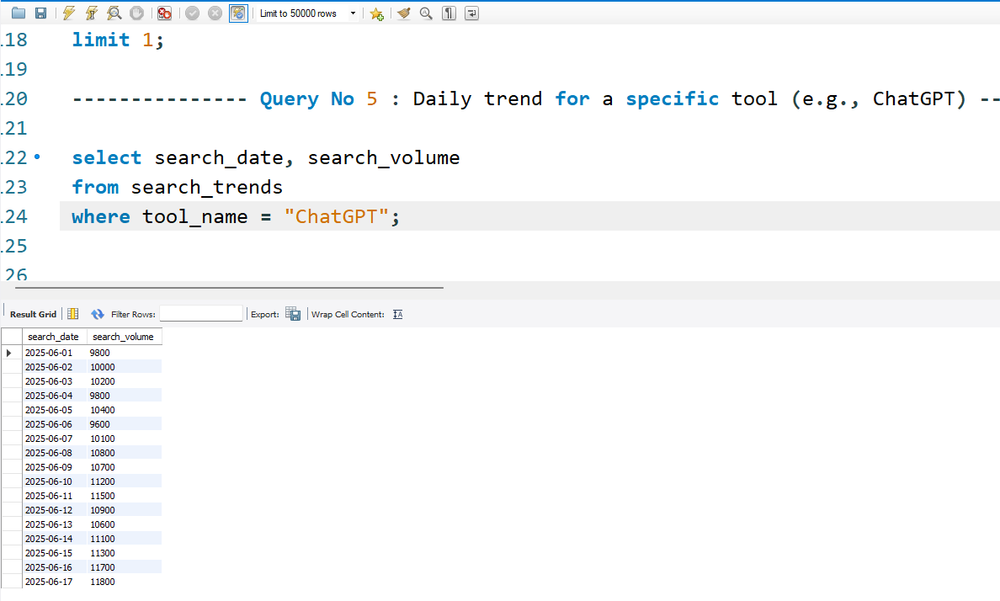 Limit to 50000 rows
.18 limit 1;
.19
.20 --------------- Query No 5 : Daily trend for a specific tool (e.g., ChatGPT) --
.21
.22 select search_date, search_volume
.23 from search_trends
.24 where tool_name = "ChatGPT";
.25
.26
Result Grid Filter Rows: Export: Wrap Cell Content: IA
search_date search_volume
2025-06-01 9800
2025-06-02 10000
2025-06-03 10200
2025-06-04 9800
2025-06-05 10400
2025-06-06 9600
2025-06-07 10100
2025-06-08 10800
2025-06-09 10700
2025-06-10 11200
2025-06-11 11500
2025-06-12 10900
2025-06-13 10600
2025-06-14 11100
2025-06-15 11300
2025-06-16 11700
2025-06-17 11800